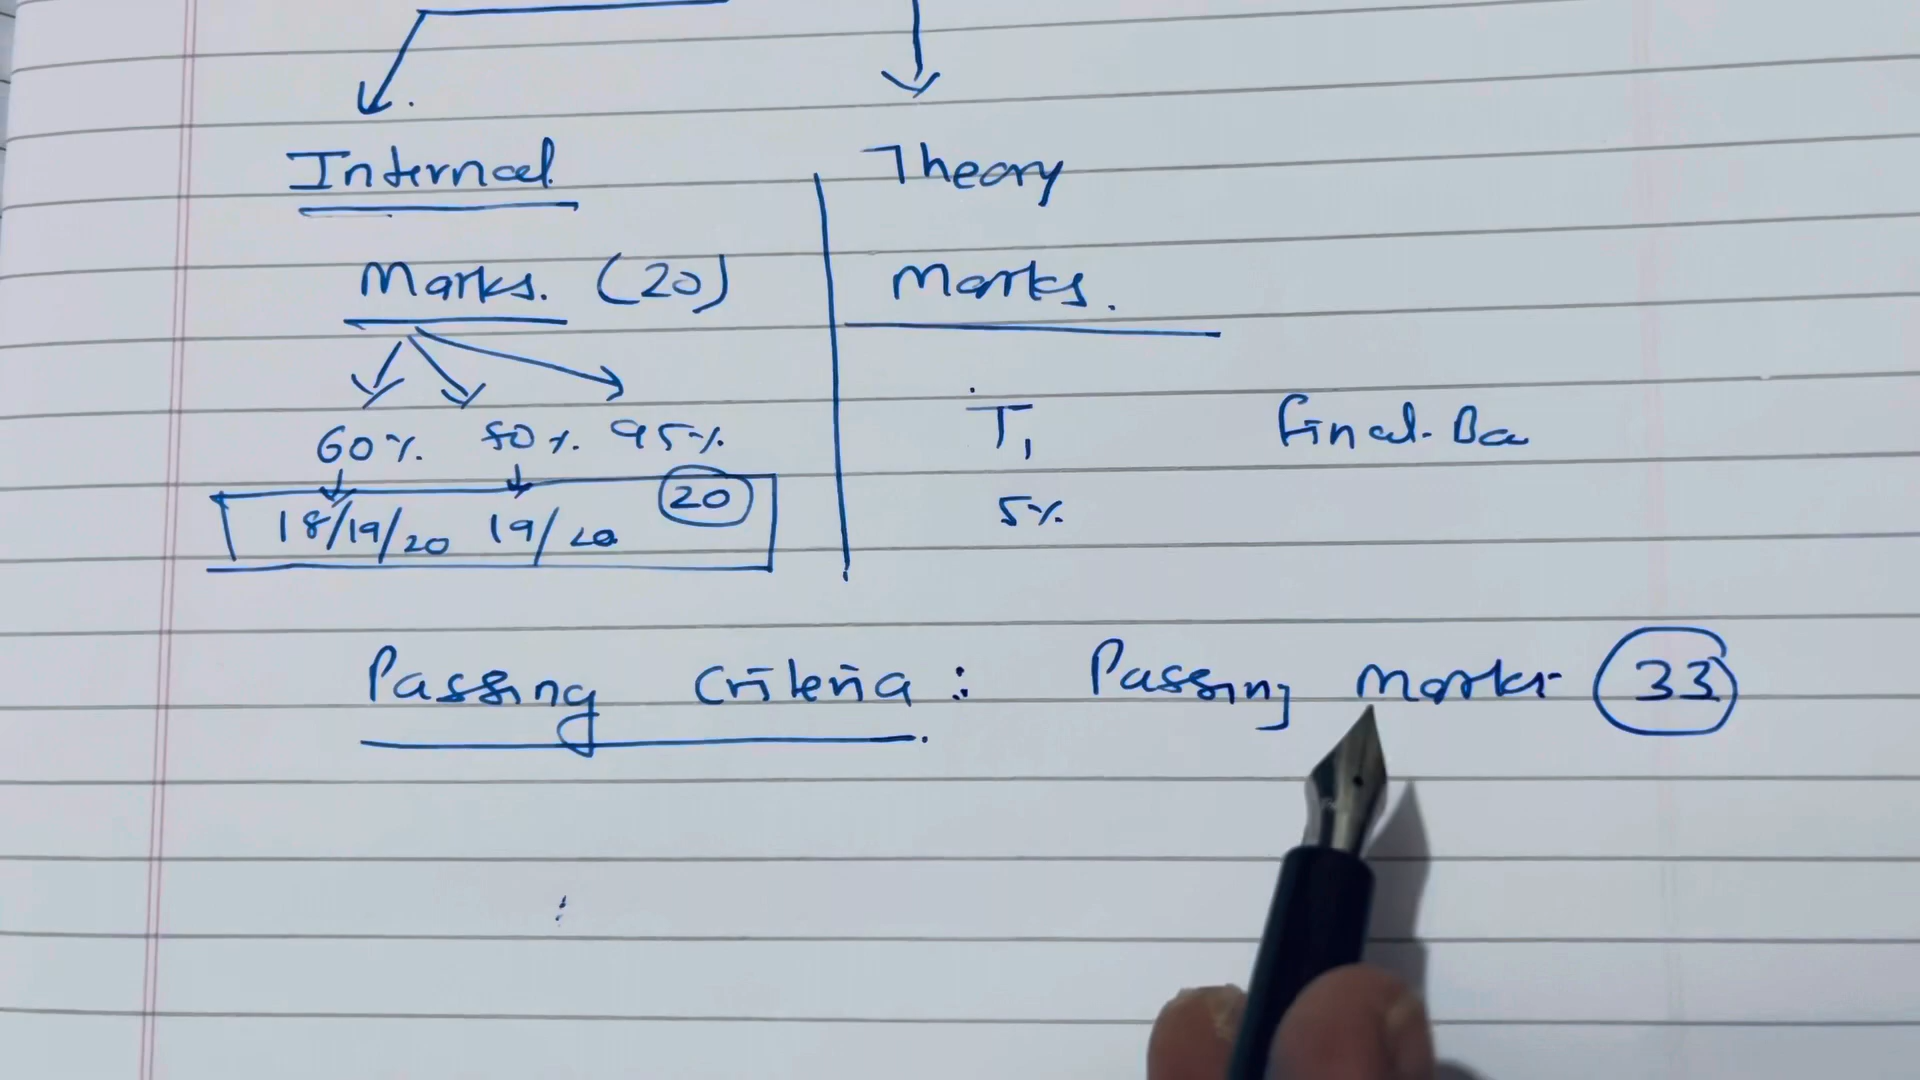 Internal Theory
Marks. (20) Marks.
60% 80% 95% T1 Final. Ba
18/19/20 19/20 20 5%
Passing Criteria : Passing Marks 33